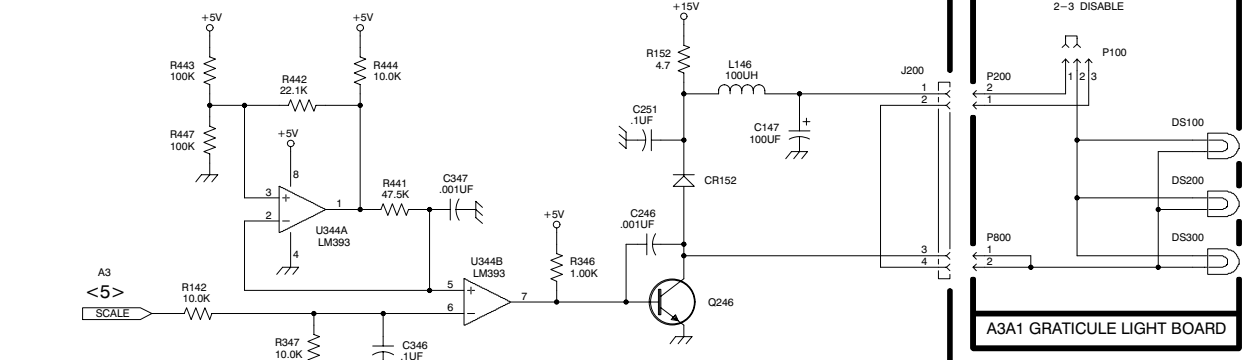 2-3 DISABLE
+15V
+5V
+5V
R443
100K
R444
10.0K
R442
22.1K
R152
4.7
L146
100UH
J200
P100
1 2 3
P200
1
2
2
1
C251
.1UF
C147
100UF
+
R447
100K
+5V
8
DS100
R441
47.5K
C347
.001UF
CR152
DS200
3
+
2
−
1
U344A
LM393
4
+5V
C246
.001UF
DS300
P800
3
4
1
2
R346
1.00K
U344B
LM393
A3
<5>
SCALE
R142
10.0K
5
+
6
−
7
Q246
R347
10.0K
C346
.1UF
A3A1 GRATICULE LIGHT BOARD